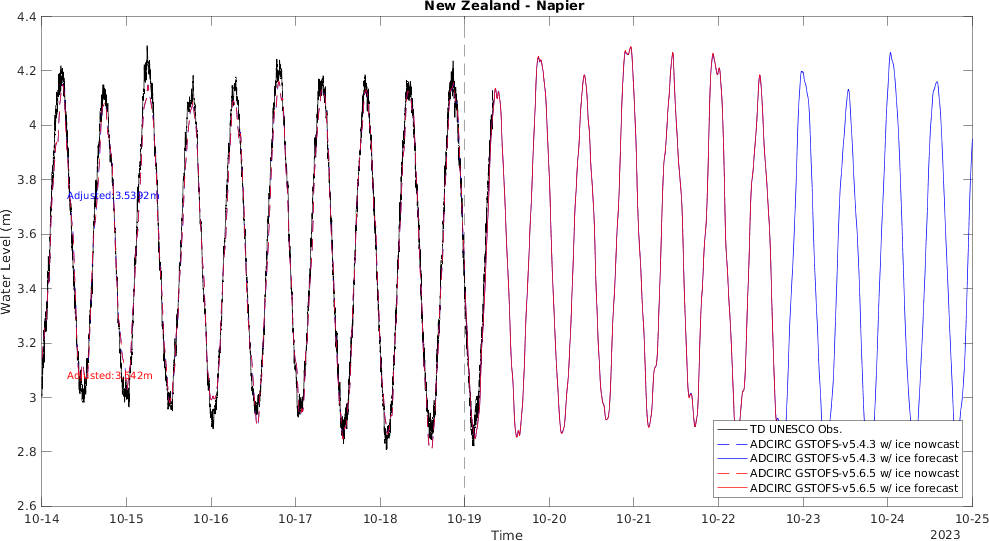 New Zealand - Napier
4.4
4.2
4
3.8
3.6
3.4
3.2
3
2.8
2.6
Water Level (m)
Adjusted:3.5392m
Adjusted:3.542m
TD UNESCO Obs.
ADCIRC GSTOFS-v5.4.3 w/ ice nowcast
ADCIRC GSTOFS-v5.4.3 w/ ice forecast
ADCIRC GSTOFS-v5.6.5 w/ ice nowcast
ADCIRC GSTOFS-v5.6.5 w/ ice forecast
10-14 10-15 10-16 10-17 10-18 10-19 10-20 10-21 10-22 10-23 10-24 10-25
Time
2023